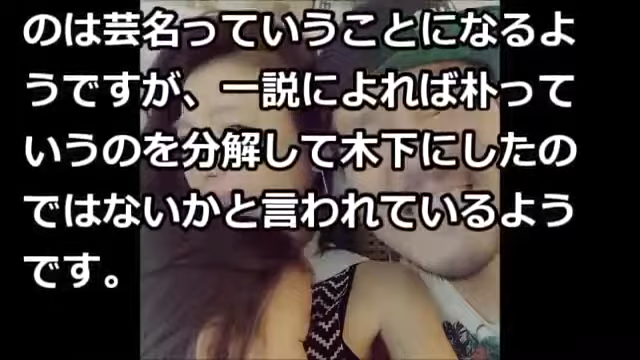 のは芸名っていうことになるよ
うですが、一説によれば朴って
いうのを分解して木下にしたの
ではないかと言われているよう
です。